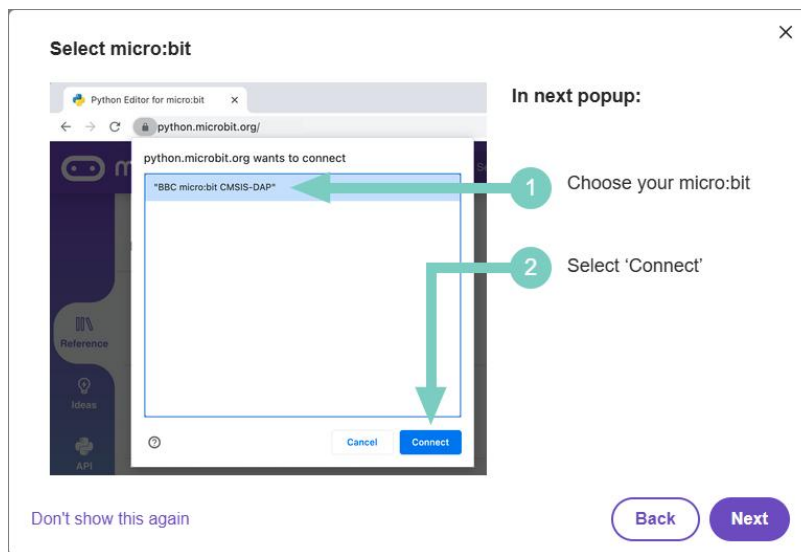 Select micro:bit
Python Editor for micro:bit
python.microbit.org/
python.microbit.org wants to connect
"BBC micro:bit CMSIS-DAP"
Reference
Ideas
API
Cancel
Connect
In next popup:
1
Choose your micro:bit
2
Select ‘Connect’
Don't show this again
Back
Next